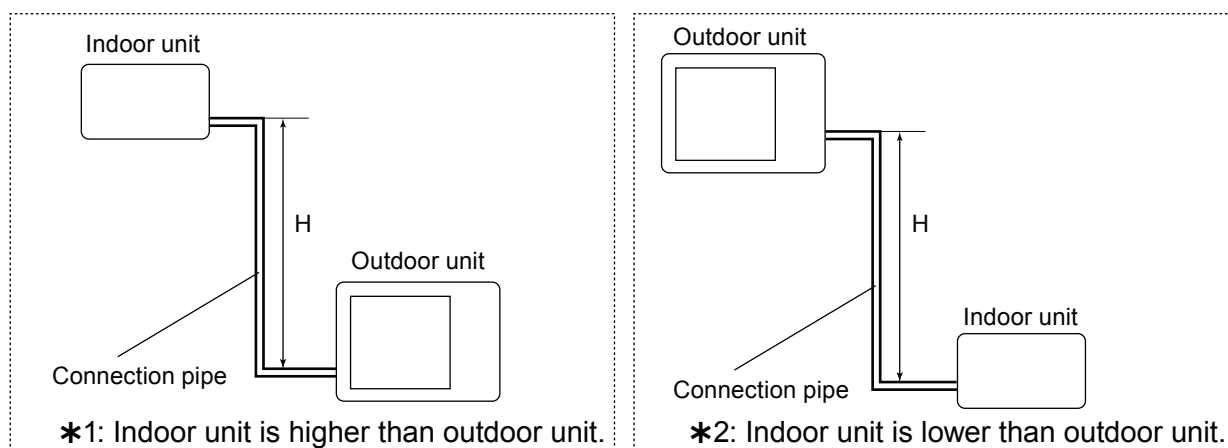 Indoor unit
H
Outdoor unit
Connection pipe
*1: Indoor unit is higher than outdoor unit.
Outdoor unit
H
Indoor unit
Connection pipe
*2: Indoor unit is lower than outdoor unit.